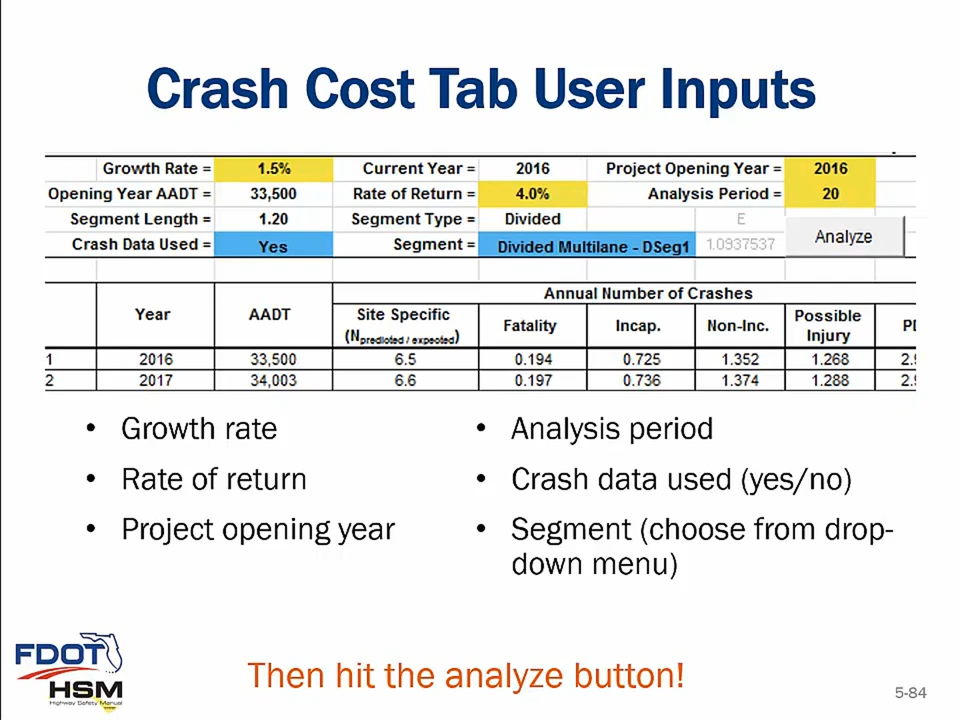 Crash Cost Tab User Inputs
Growth Rate = 1.5% Current Year = 2016 Project Opening Year = 2016
Opening Year AADT = 33,500 Rate of Return = 4.0% Analysis Period = 20
Segment Length = 1.20 Segment Type = Divided E
Crash Data Used = Yes Segment = Divided Multilane - DSeg1 1.0937537 Analyze
Annual Number of Crashes
Year AADT Site Specific (Npredicted / expected) Fatality Incap. Non-Inc. Possible Injury
1 2016 33,500 6.5 0.194 0.725 1.352 1.268
2 2017 34,003 6.6 0.197 0.736 1.374 1.288
• Growth rate
• Rate of return
• Project opening year
• Analysis period
• Crash data used (yes/no)
• Segment (choose from drop-
down menu)
Then hit the analyze button!
FDOT
HSM
Highway Safety Manual
5-84